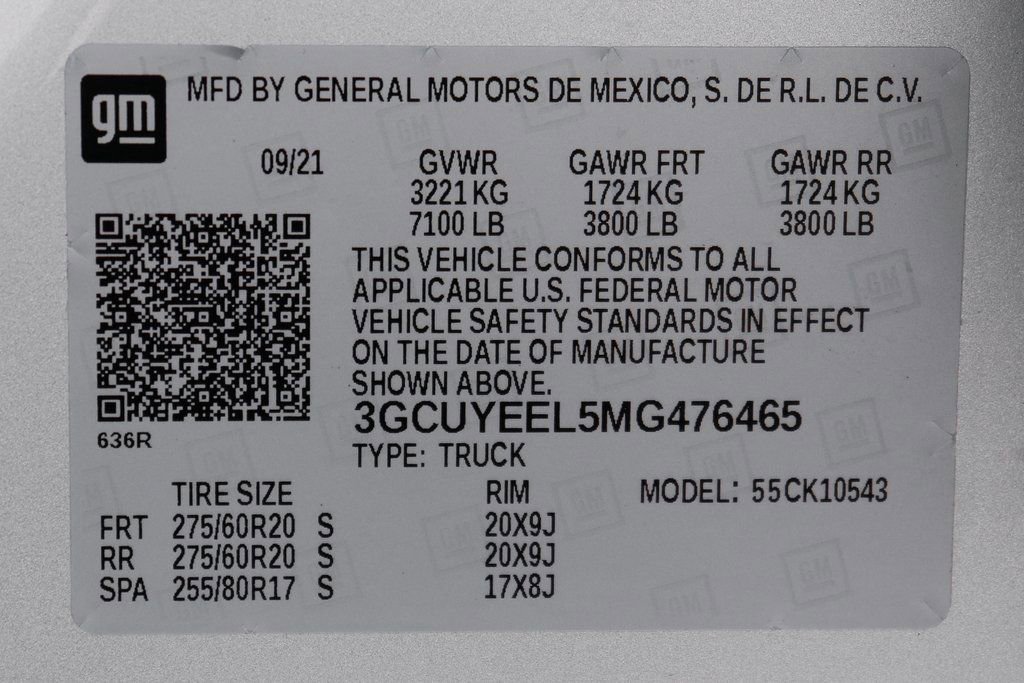 gm
MFD BY GENERAL MOTORS DE MEXICO, S. DE R.L. DE C.V.
09/21 GVWR GAWR FRT GAWR RR
3221 KG 1724 KG 1724 KG
7100 LB 3800 LB 3800 LB
THIS VEHICLE CONFORMS TO ALL
APPLICABLE U.S. FEDERAL MOTOR
VEHICLE SAFETY STANDARDS IN EFFECT
ON THE DATE OF MANUFACTURE
SHOWN ABOVE.
3GCUYEEL5MG476465
636R
TYPE: TRUCK
TIRE SIZE RIM MODEL: 55CK10543
FRT 275/60R20 S 20X9J
RR 275/60R20 S 20X9J
SPA 255/80R17 S 17X8J